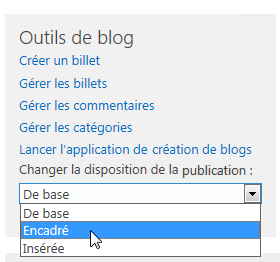 Outils de blog
Créer un billet
Gérer les billets
Gérer les commentaires
Gérer les catégories
Lancer l'application de création de blogs
Changer la disposition de la publication :
De base
De base
Encadré
Insérée